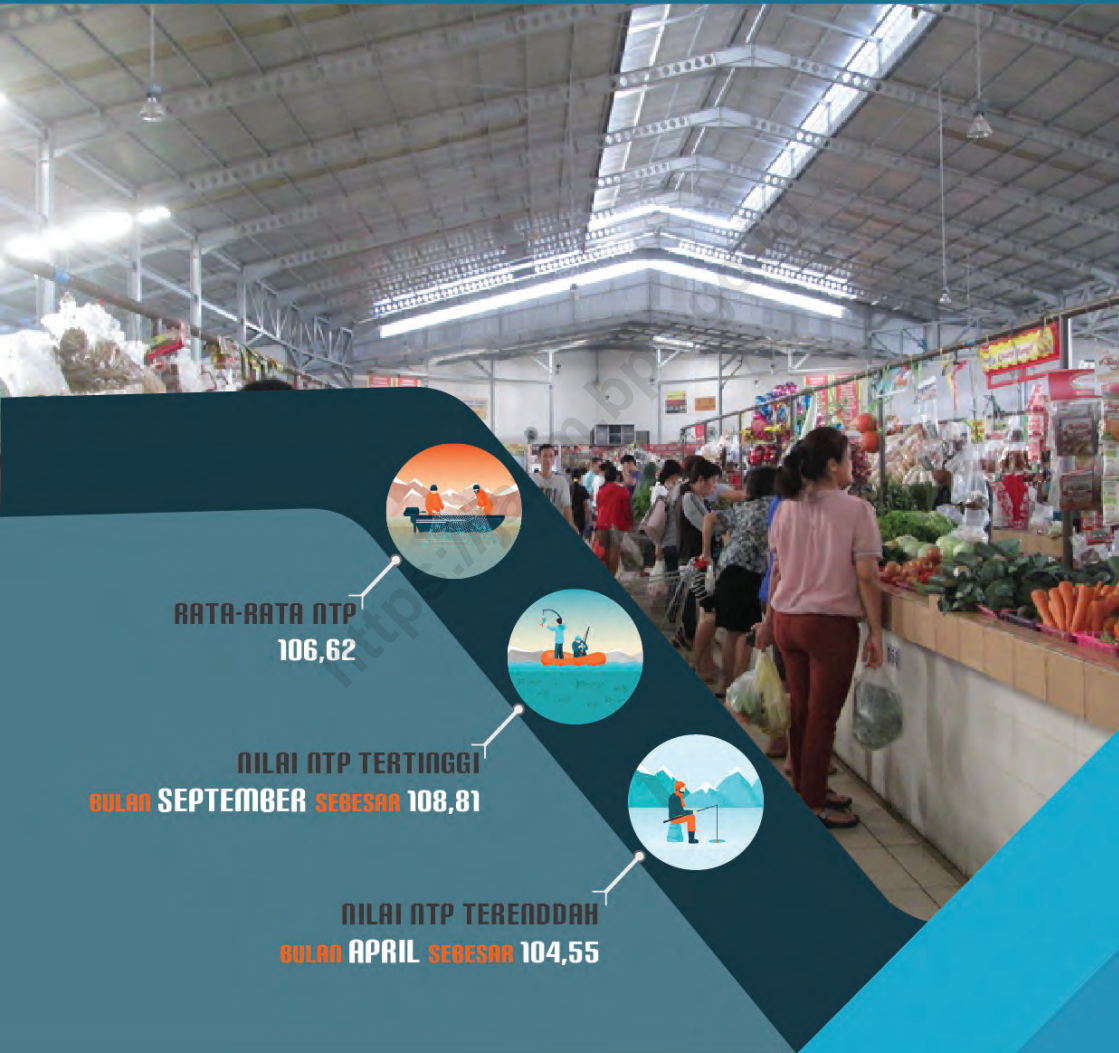 RATA-RATA NTP
106,62
NILAI NTP TERTINGGI
BULAN SEPTEMBER SEBESAR 108,81
NILAI NTP TERENDDAH
BULAN APRIL SEBESAR 104,55